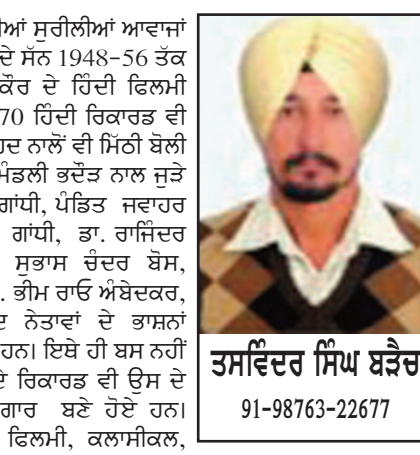 ਆਂ ਸੁਰੀਲੀਆਂ ਆਵਾਜਾਂ
ਦੇ ਸੰਨ 1948-56 ਤੱਕ
ਕੌਰ ਦੇ ਹਿੰਦੀ ਫਿਲਮੀ
70 ਹਿੰਦੀ ਰਿਕਾਰਡ ਵੀ
ਹਦ ਨਾਲੋਂ ਵੀ ਮਿੱਠੀ ਬੋਲੀ
ਮੰਡਲੀ ਭਦੌੜ ਨਾਲ ਜੁੜੇ
ਗਾਂਧੀ, ਪੰਡਿਤ ਜਵਾਹਰ
ਗਾਂਧੀ, ਡਾ. ਰਾਜਿੰਦਰ
ਸੁਭਾਸ ਚੰਦਰ ਬੋਸ,
. ਭੀਮ ਰਾਓ ਅੰਬੇਦਕਰ,
ਨੇਤਾਵਾਂ ਦੇ ਭਾਸ਼ਨਾਂ
ਹਨ। ਇਥੇ ਹੀ ਬਸ ਨਹੀਂ
ਰਿਕਾਰਡ ਵੀ ਉਸ ਦੇ
ਗਾਰ ਬਣੇ ਹੋਏ ਹਨ।
ਫਿਲਮੀ, ਕਲਾਸੀਕਲ,
ਤਸਵਿੰਦਰ ਸਿੰਘ ਬੜੈਚ
91-98763-22677